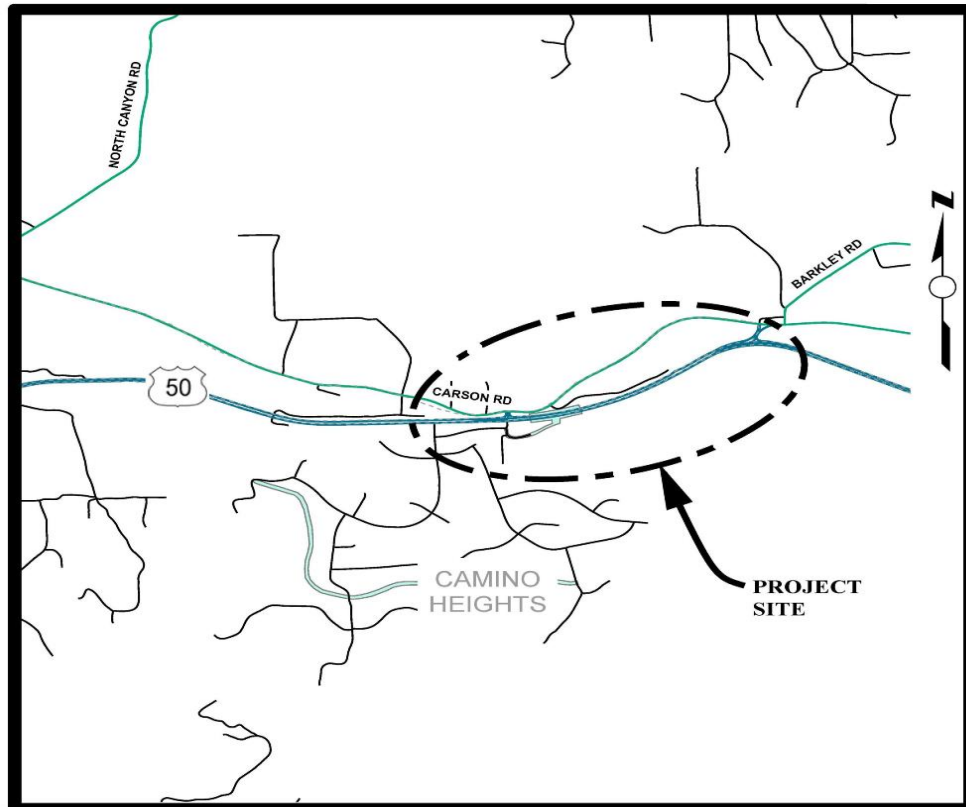 NORTH CANYON RD
BARKLEY RD
50
CARSON RD
CAMINO
HEIGHTS
PROJECT
SITE
N